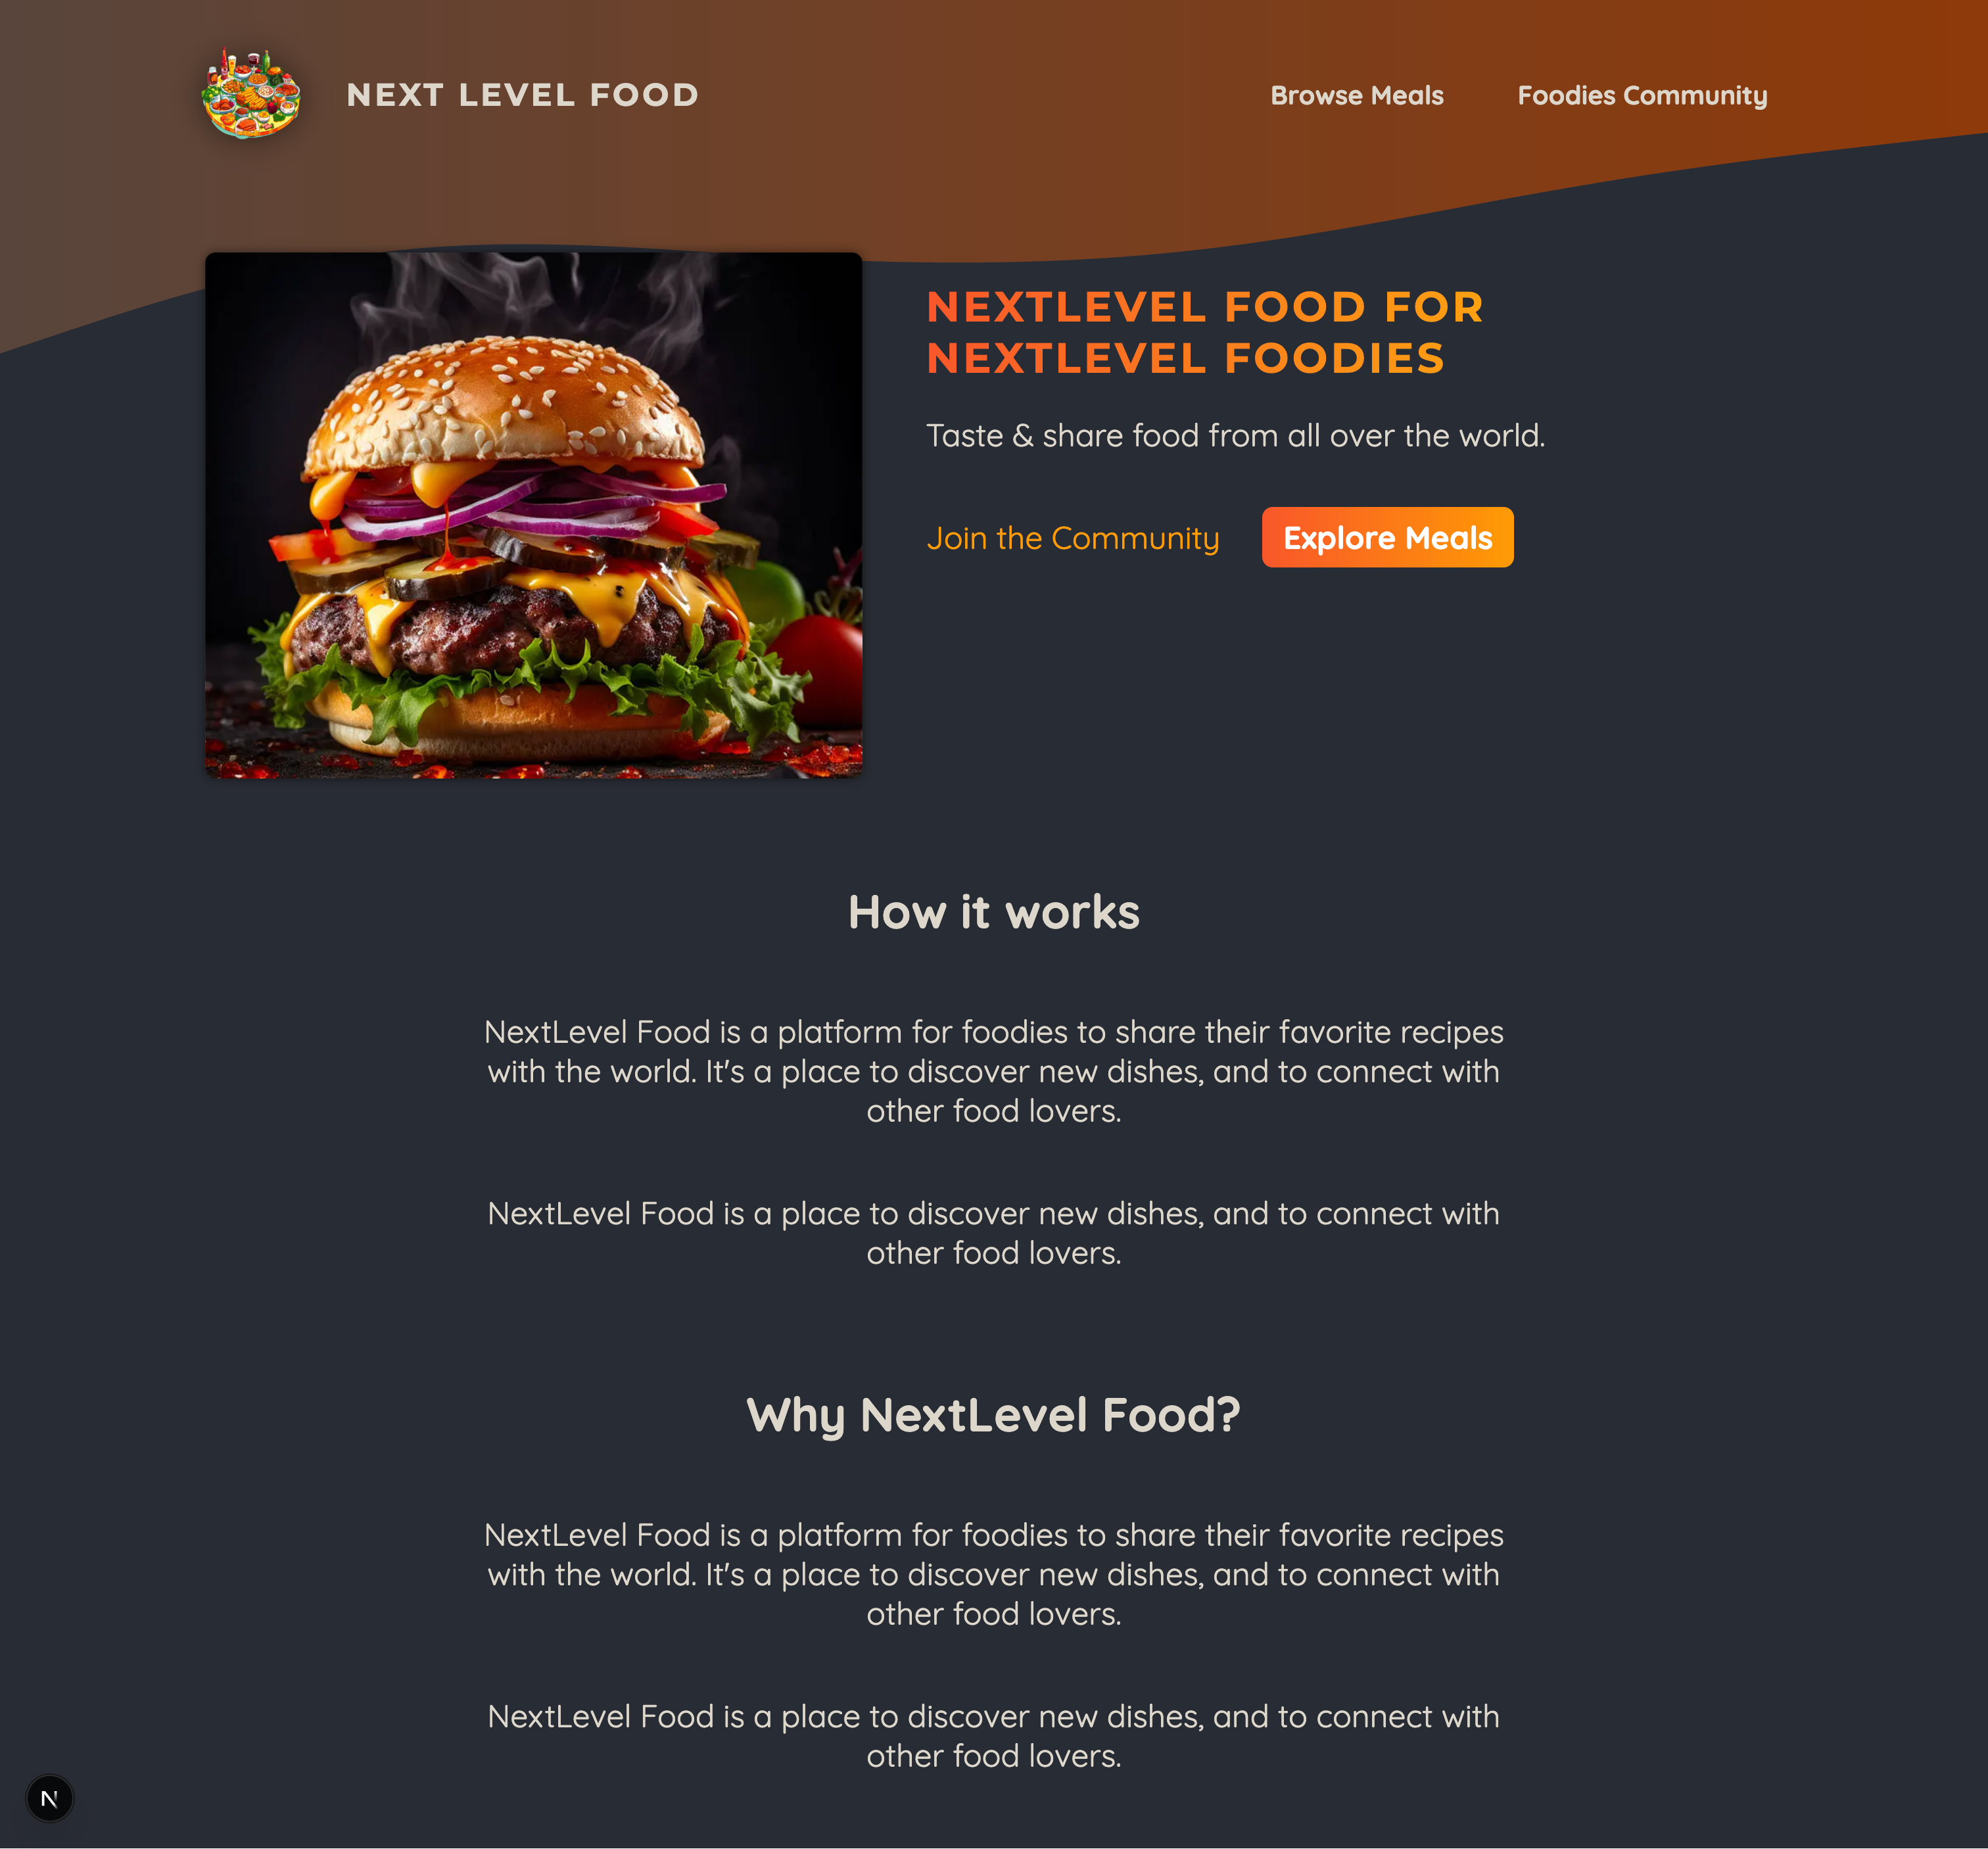 NEXT LEVEL FOOD
Browse Meals
Foodies Community
NEXTLEVEL FOOD FOR
NEXTLEVEL FOODIES
Taste & share food from all over the world.
Join the Community
Explore Meals
How it works
NextLevel Food is a platform for foodies to share their favorite recipes
with the world. It's a place to discover new dishes, and to connect with
other food lovers.
NextLevel Food is a place to discover new dishes, and to connect with
other food lovers.
Why NextLevel Food?
NextLevel Food is a platform for foodies to share their favorite recipes
with the world. It's a place to discover new dishes, and to connect with
other food lovers.
NextLevel Food is a place to discover new dishes, and to connect with
other food lovers.
N